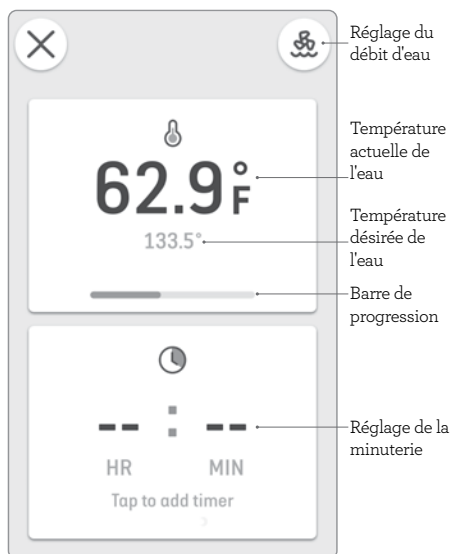 Réglage du
débit d'eau
62.9°F
133.5°
Température
actuelle de
l'eau
Température
désirée de
l'eau
Barre de
progression
-- : --
HR MIN
Tap to add timer
Réglage de la
minuterie